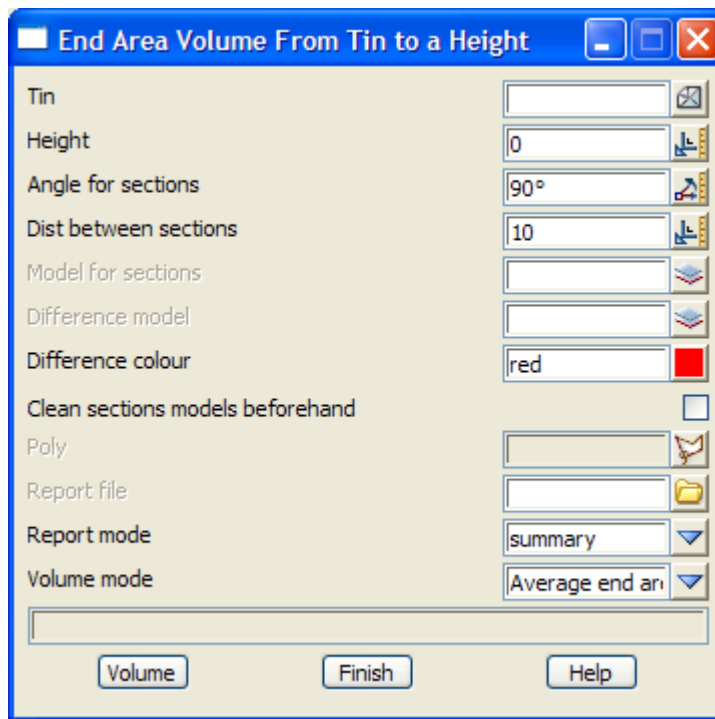 End Area Volume From Tin to a Height
Tin
Height 0
Angle for sections 90°
Dist between sections 10
Model for sections
Difference model
Difference colour red
Clean sections models beforehand
Poly
Report file
Report mode summary
Volume mode Average end
Volume Finish Help